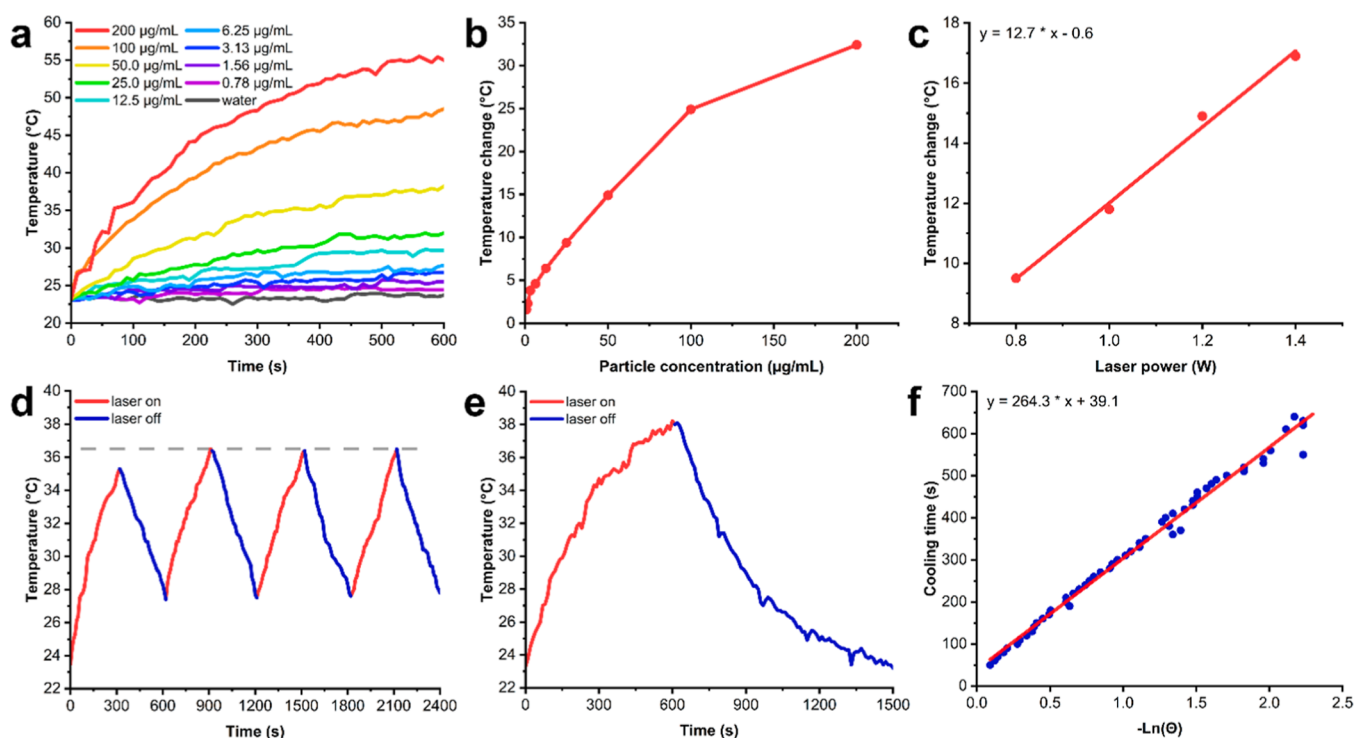 a
Temperature (°C)
60
55
50
45
40
35
30
25
20
200 µg/mL
100 µg/mL
50.0 µg/mL
25.0 µg/mL
12.5 µg/mL
6.25 µg/mL
3.13 µg/mL
1.56 µg/mL
0.78 µg/mL
water
0 100 200 300 400 500 600
Time (s)
b
Temperature change (°C)
35
30
25
20
15
10
5
0
0 50 100 150 200
Particle concentration (µg/mL)
c
y = 12.7 * x - 0.6
Temperature change (°C)
18
16
14
12
10
8
0.8 1.0 1.2 1.4
Laser power (W)
d
laser on
laser off
Temperature (°C)
40
38
36
34
32
30
28
26
24
22
0 300 600 900 1200 1500 1800 2100 2400
Time (s)
e
laser on
laser off
Temperature (°C)
40
38
36
34
32
30
28
26
24
22
0 300 600 900 1200 1500
Time (s)
f
y = 264.3 * x + 39.1
Cooling time (s)
700
600
500
400
300
200
100
0
0.0 0.5 1.0 1.5 2.0 2.5
-Ln(Θ)